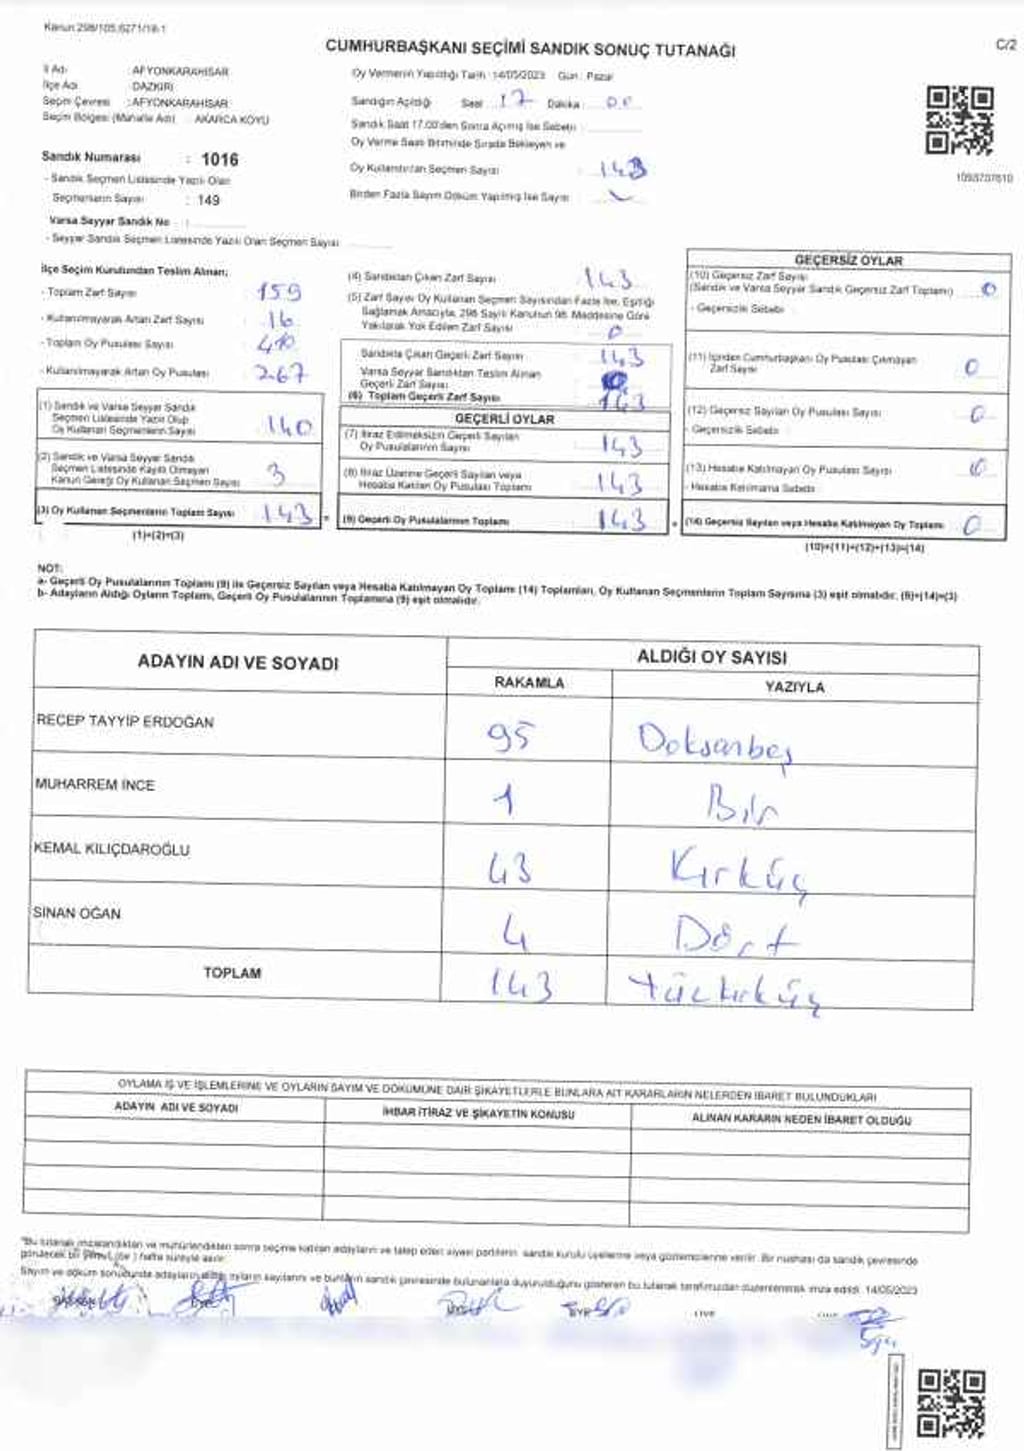 Kanun 298/105,6271/19-1
C/2
CUMHURBAŞKANI SEÇİMİ SANDIK SONUÇ TUTANAĞI
İl Adı : AFYONKARAHİSAR
İlçe Adı : DAZKIRI
Seçim Çevresi : AFYONKARAHİSAR
Seçim Bölgesi (Mahalle Adı) : AKARCA KÖYÜ
Sandık Numarası : 1016
- Sandık Seçmen Listesinde Yazılı Olan
Seçmenlerin Sayısı : 149
Varsa Seyyar Sandık No :
- Seyyar Sandık Seçmen Listesinde Yazılı Olan Seçmen Sayısı
Oy Vermenin Yapıldığı Tarih : 14/05/2023 Gün : Pazar
Sandığın Açıldığı Saat : 17 Dakika : 00
Sandık Saat 17.00'den Sonra Açılmış İse Sebebi :
Oy Verme Saati Bitiminde Sırada Bekleyen ve
Oy Kullandırılan Seçmen Sayısı : 143
Birden Fazla Sayım Döküm Yapılmış İse Sayısı :
1093707610
İlçe Seçim Kurulundan Teslim Alınan;
- Toplam Zarf Sayısı 159
- Kullanılmayarak Artan Zarf Sayısı 16
- Toplam Oy Pusulası Sayısı 410
- Kullanılmayarak Artan Oy Pusulası 267
(1) Sandık ve Varsa Seyyar Sandık
Seçmen Listesinde Yazılı Olup
Oy Kullanan Seçmenlerin Sayısı 140
(2) Sandık ve Varsa Seyyar Sandık
Seçmen Listesinde Kayıtlı Olmayan
Kanun Gereği Oy Kullanan Seçmen Sayısı 3
(3) Oy Kullanan Seçmenlerin Toplam Sayısı 143 =
(1)+(2)=(3)
(4) Sandıktan Çıkan Zarf Sayısı 143
(5) Zarf Sayısı Oy Kullanan Seçmen Sayısından Fazla İse, Eşitliği
Sağlamak Amacıyla, 298 Sayılı Kanunun 98. Maddesine Göre
Yakılarak Yok Edilen Zarf Sayısı 0
Sandıkta Çıkan Geçerli Zarf Sayısı 143
Varsa Seyyar Sandıktan Teslim Alınan
Geçerli Zarf Sayısı
(6) Toplam Geçerli Zarf Sayısı 143
GEÇERLİ OYLAR
(7) İtiraz Edilmeksizin Geçerli Sayılan
Oy Pusulalarının Sayısı 143
(8) İtiraz Üzerine Geçerli Sayılan veya
Hesaba Katılan Oy Pusulası Toplamı 143
(9) Geçerli Oy Pusulalarının Toplamı 143 +
GEÇERSİZ OYLAR
(10) Geçersiz Zarf Sayısı
(Sandık ve Varsa Seyyar Sandık Geçersiz Zarf Toplamı) 0
- Geçersizlik Sebebi
(11) İçinden Cumhurbaşkanı Oy Pusulası Çıkmayan
Zarf Sayısı 0
(12) Geçersiz Sayılan Oy Pusulası Sayısı 0
- Geçersizlik Sebebi
(13) Hesaba Katılmayan Oy Pusulası Sayısı 0
- Hesaba Katılmama Sebebi
(14) Geçersiz Sayılan veya Hesaba Katılmayan Oy Toplamı 0
(10)+(11)+(12)+(13)=(14)
NOT:
a- Geçerli Oy Pusulalarının Toplamı (9) ile Geçersiz Sayılan veya Hesaba Katılmayan Oy Toplamı (14) Toplamları, Oy Kullanan Seçmenlerin Toplam Sayısına (3) eşit olmalıdır, (9)+(14)=(3)
b- Adayların Aldığı Oyların Toplamı, Geçerli Oy Pusulalarının Toplamına (9) eşit olmalıdır.
ADAYIN ADI VE SOYADI ALDIĞI OY SAYISI
RAKAMLA YAZIYLA
RECEP TAYYİP ERDOĞAN 95 Doksanbeş
MUHARREM İNCE 1 Bir
KEMAL KILIÇDAROĞLU 43 Kırküç
SİNAN OĞAN 4 Dört
TOPLAM 143 Yüzkırküç
OYLAMA İŞ VE İŞLEMLERİNE VE OYLARIN SAYIM VE DÖKÜMÜNE DAİR ŞİKAYETLERLE BUNLARA AİT KARARLARIN NELERDEN İBARET BULUNDUKLARI
ADAYIN ADI VE SOYADI İHBAR İTİRAZ VE ŞİKAYETİN KONUSU ALINAN KARARIN NEDEN İBARET OLDUĞU
*Bu tutanak imzalandıktan ve mühürlendikten sonra seçime katılan adayların ve talep eden siyasi partilerin sandık kurulu üyelerine veya gözlemcilerine verilir. Bir nüshası da sandık çevresinde
görülecek bir yere (bir) hafta süreyle asılır.
Sayım ve döküm sonucunda adayların aldığı oyların sayılarını ve bunların sandık çevresinde bulunanlara duyurulduğunu gösteren bu tutanak tarafımızdan düzenlenerek imza edildi. 14/05/2023